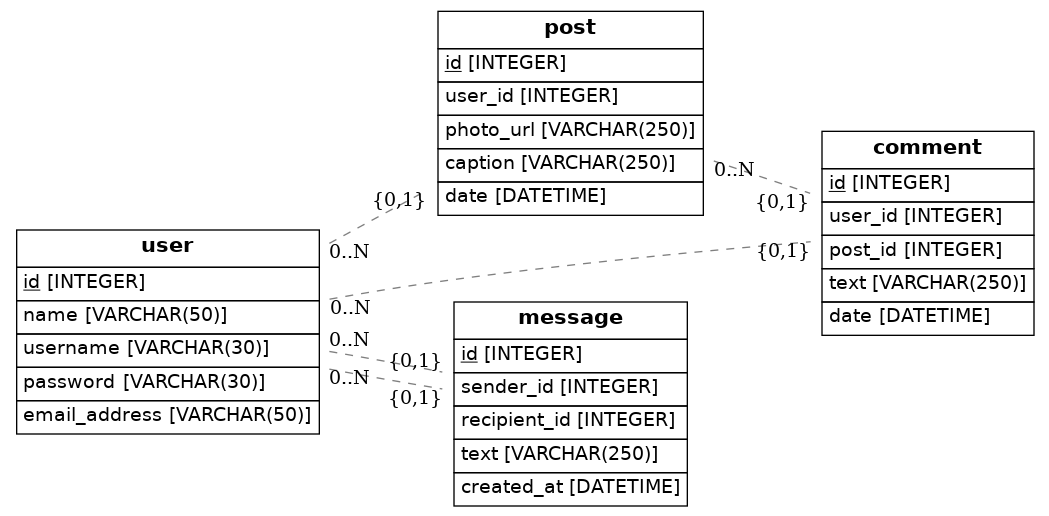 post
id [INTEGER]
user_id [INTEGER]
photo_url [VARCHAR(250)]
caption [VARCHAR(250)]
date [DATETIME]
comment
id [INTEGER]
user_id [INTEGER]
post_id [INTEGER]
text [VARCHAR(250)]
date [DATETIME]
0..N
{0,1}
{0,1}
0..N
{0,1}
0..N
user
id [INTEGER]
name [VARCHAR(50)]
username [VARCHAR(30)]
password [VARCHAR(30)]
email_address [VARCHAR(50)]
0..N
{0,1}
0..N
{0,1}
message
id [INTEGER]
sender_id [INTEGER]
recipient_id [INTEGER]
text [VARCHAR(250)]
created_at [DATETIME]